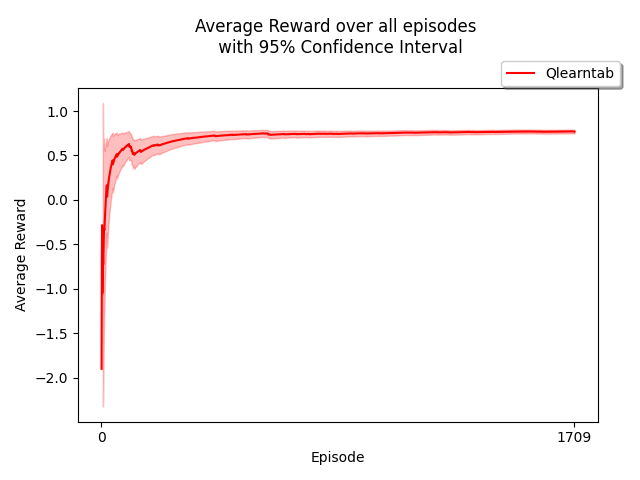 Average Reward over all episodes
with 95% Confidence Interval
Qlearntab
1.0
0.5
0.0
−0.5
−1.0
−1.5
−2.0
Average Reward
0
1709
Episode